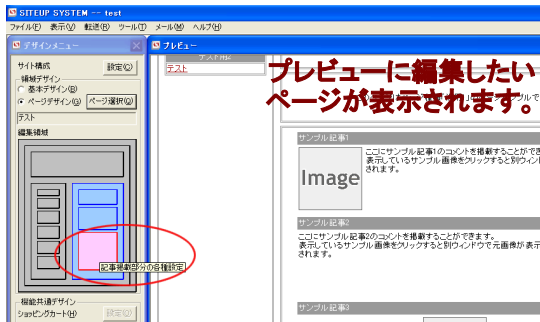 SITEUP SYSTEM -- test
ファイル(F) 表示(V) 転送(R) ツール(T) メール(M) ヘルプ(H)
デザインメニュー
サイト構成 設定(C)
領域デザイン
基本デザイン(B)
ページデザイン(G) ページ選択(P)
テスト
編集領域
記事掲載部分の各種設定
機能共通デザイン
ショッピングカート(H) 設定(D)
プレビュー
テスト用2
テスト
プレビューに編集したい
ページが表示されます。
サンプル記事1
ここにサンプル記事1のコメントを掲載することができ
表示しているサンプル画像をクリックすると別ウィンド
されます。
Image
サンプル記事2
ここにサンプル記事2のコメントを掲載することができます。
表示しているサンプル画像をクリックすると別ウィンドウで元画像が表示
されます。
サンプル記事3